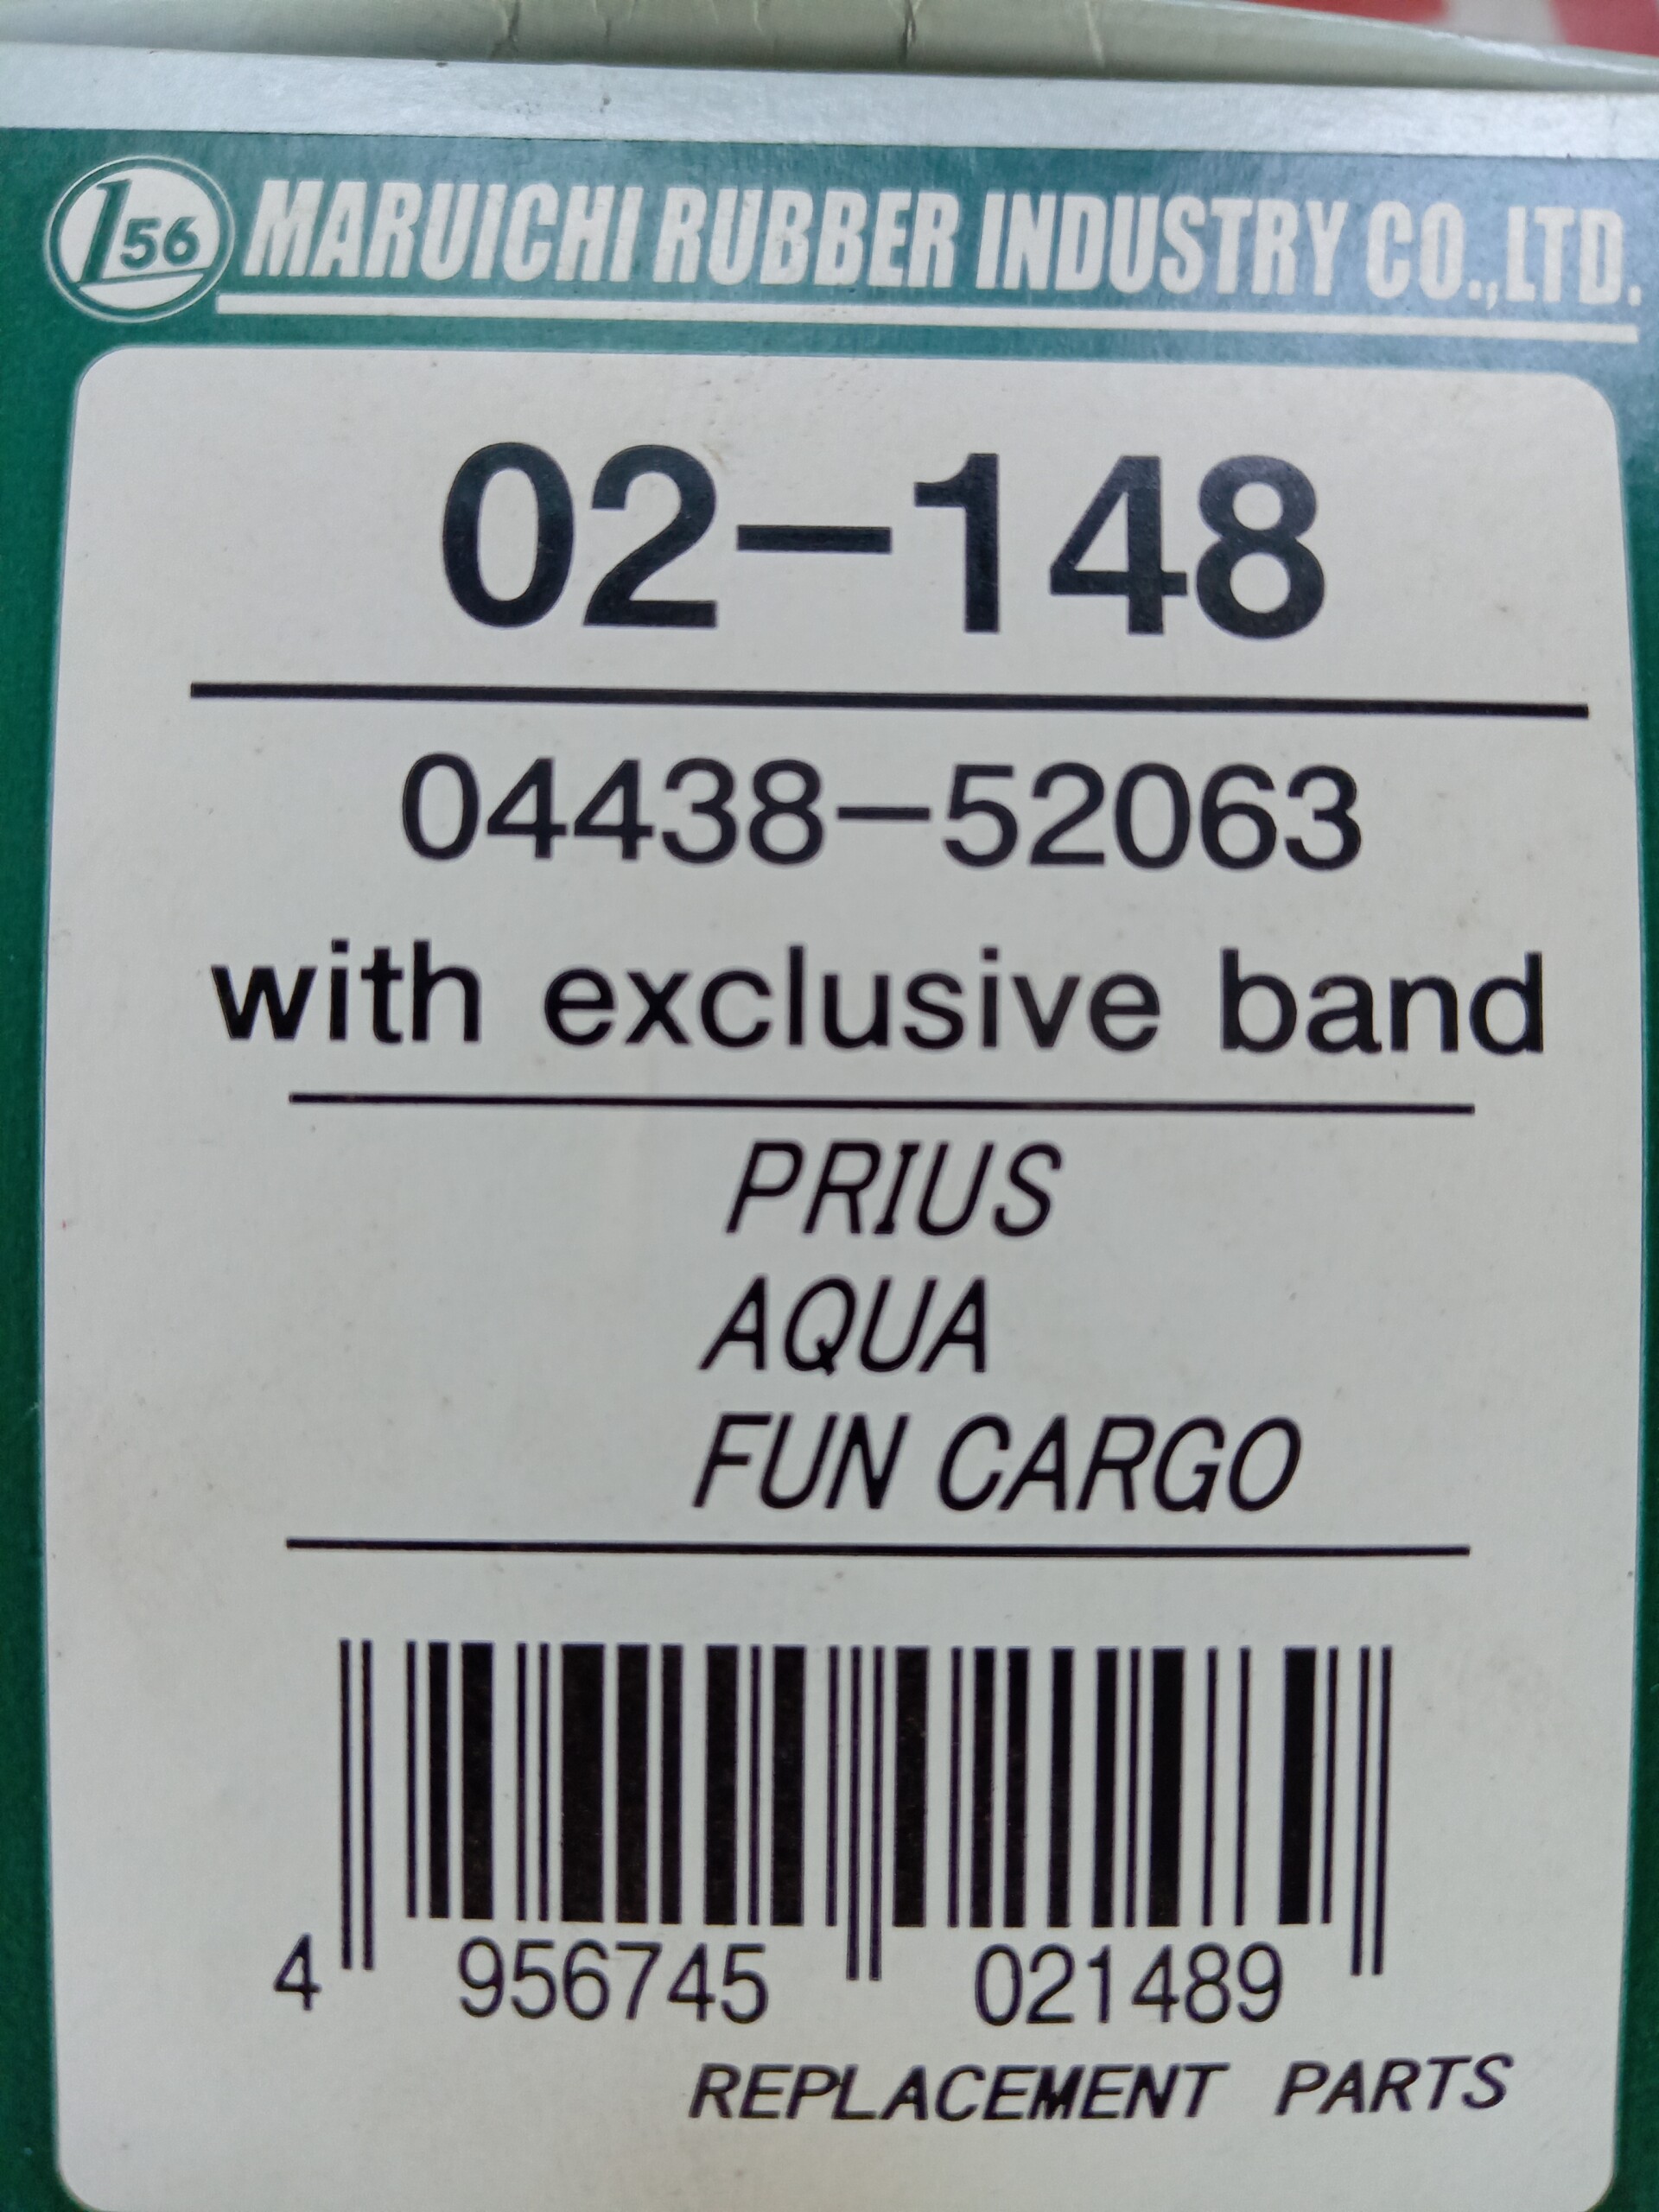 156 MARUICHI RUBBER INDUSTRY CO.,LTD.
02-148
04438-52063
with exclusive band
PRIUS
AQUA
FUN CARGO
4 956745 021489
REPLACEMENT PARTS